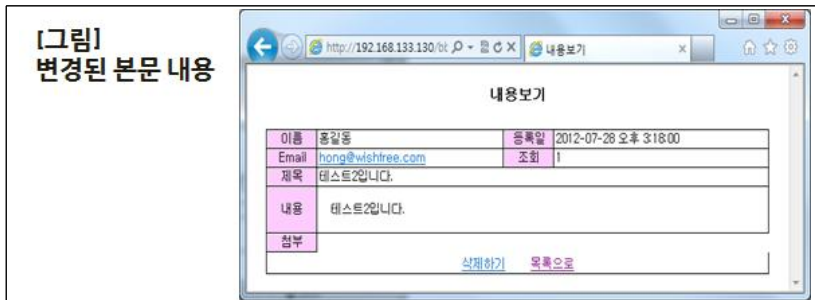 [그림]
변경된 본문 내용
http://192.168.133.130/bl
내용보기
내용보기
이름 홍길동 등록일 2012-07-28 오후 3:18:00
Email hong@wishfree.com 조회 1
제목 테스트2입니다.
내용 테스트2입니다.
첨부
삭제하기 목록으로